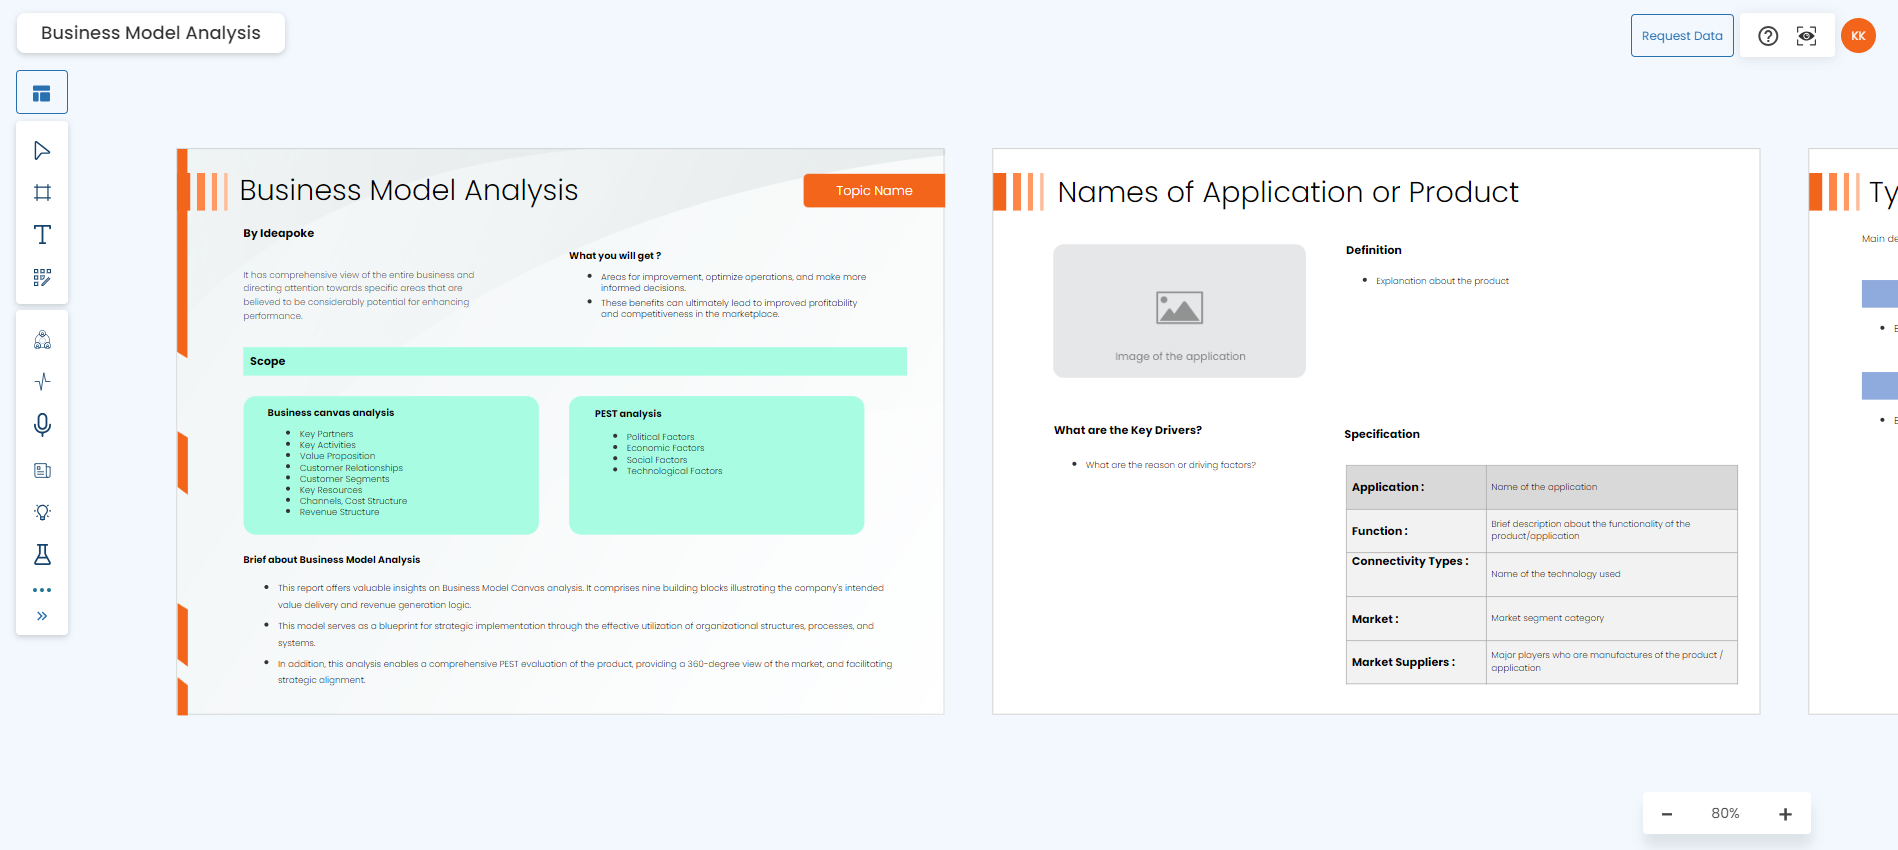 Business Model Analysis
Request Data
KK
Business Model Analysis
Topic Name
By Ideapoke
It has comprehensive view of the entire business and
directing attention towards specific areas that are
believed to be considerably potential for enhancing
performance.
What you will get ?
Areas for improvement, optimize operations, and make more
informed decisions.
These benefits can ultimately lead to improved profitability
and competitiveness in the marketplace.
Scope
Business canvas analysis
Key Partners
Key Activities
Value Proposition
Customer Relationships
Customer Segments
Key Resources
Channels, Cost Structure
Revenue Structure
PEST analysis
Political Factors
Economic Factors
Social Factors
Technological Factors
Brief about Business Model Analysis
This report offers valuable insights on Business Model Canvas analysis. It comprises nine building blocks illustrating the company's intended
value delivery and revenue generation logic.
This model serves as a blueprint for strategic implementation through the effective utilization of organizational structures, processes, and
systems.
In addition, this analysis enables a comprehensive PEST evaluation of the product, providing a 360-degree view of the market, and facilitating
strategic alignment.
Names of Application or Product
Image of the application
Definition
Explanation about the product
What are the Key Drivers?
What are the reason or driving factors?
Specification
Application :
Name of the application
Function :
Brief description about the functionality of the
product/application
Connectivity Types :
Name of the technology used
Market :
Market segment category
Market Suppliers :
Major players who are manufactures of the product /
application
Ty
Main de
80%